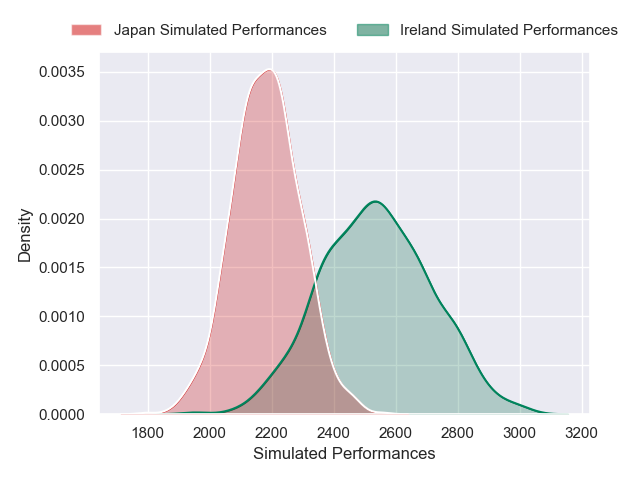 Japan Simulated Performances Ireland Simulated Performances
0.0035
0.0030
0.0025
0.0020
0.0015
0.0010
0.0005
0.0000
Density
1800 2000 2200 2400 2600 2800 3000 3200
Simulated Performances